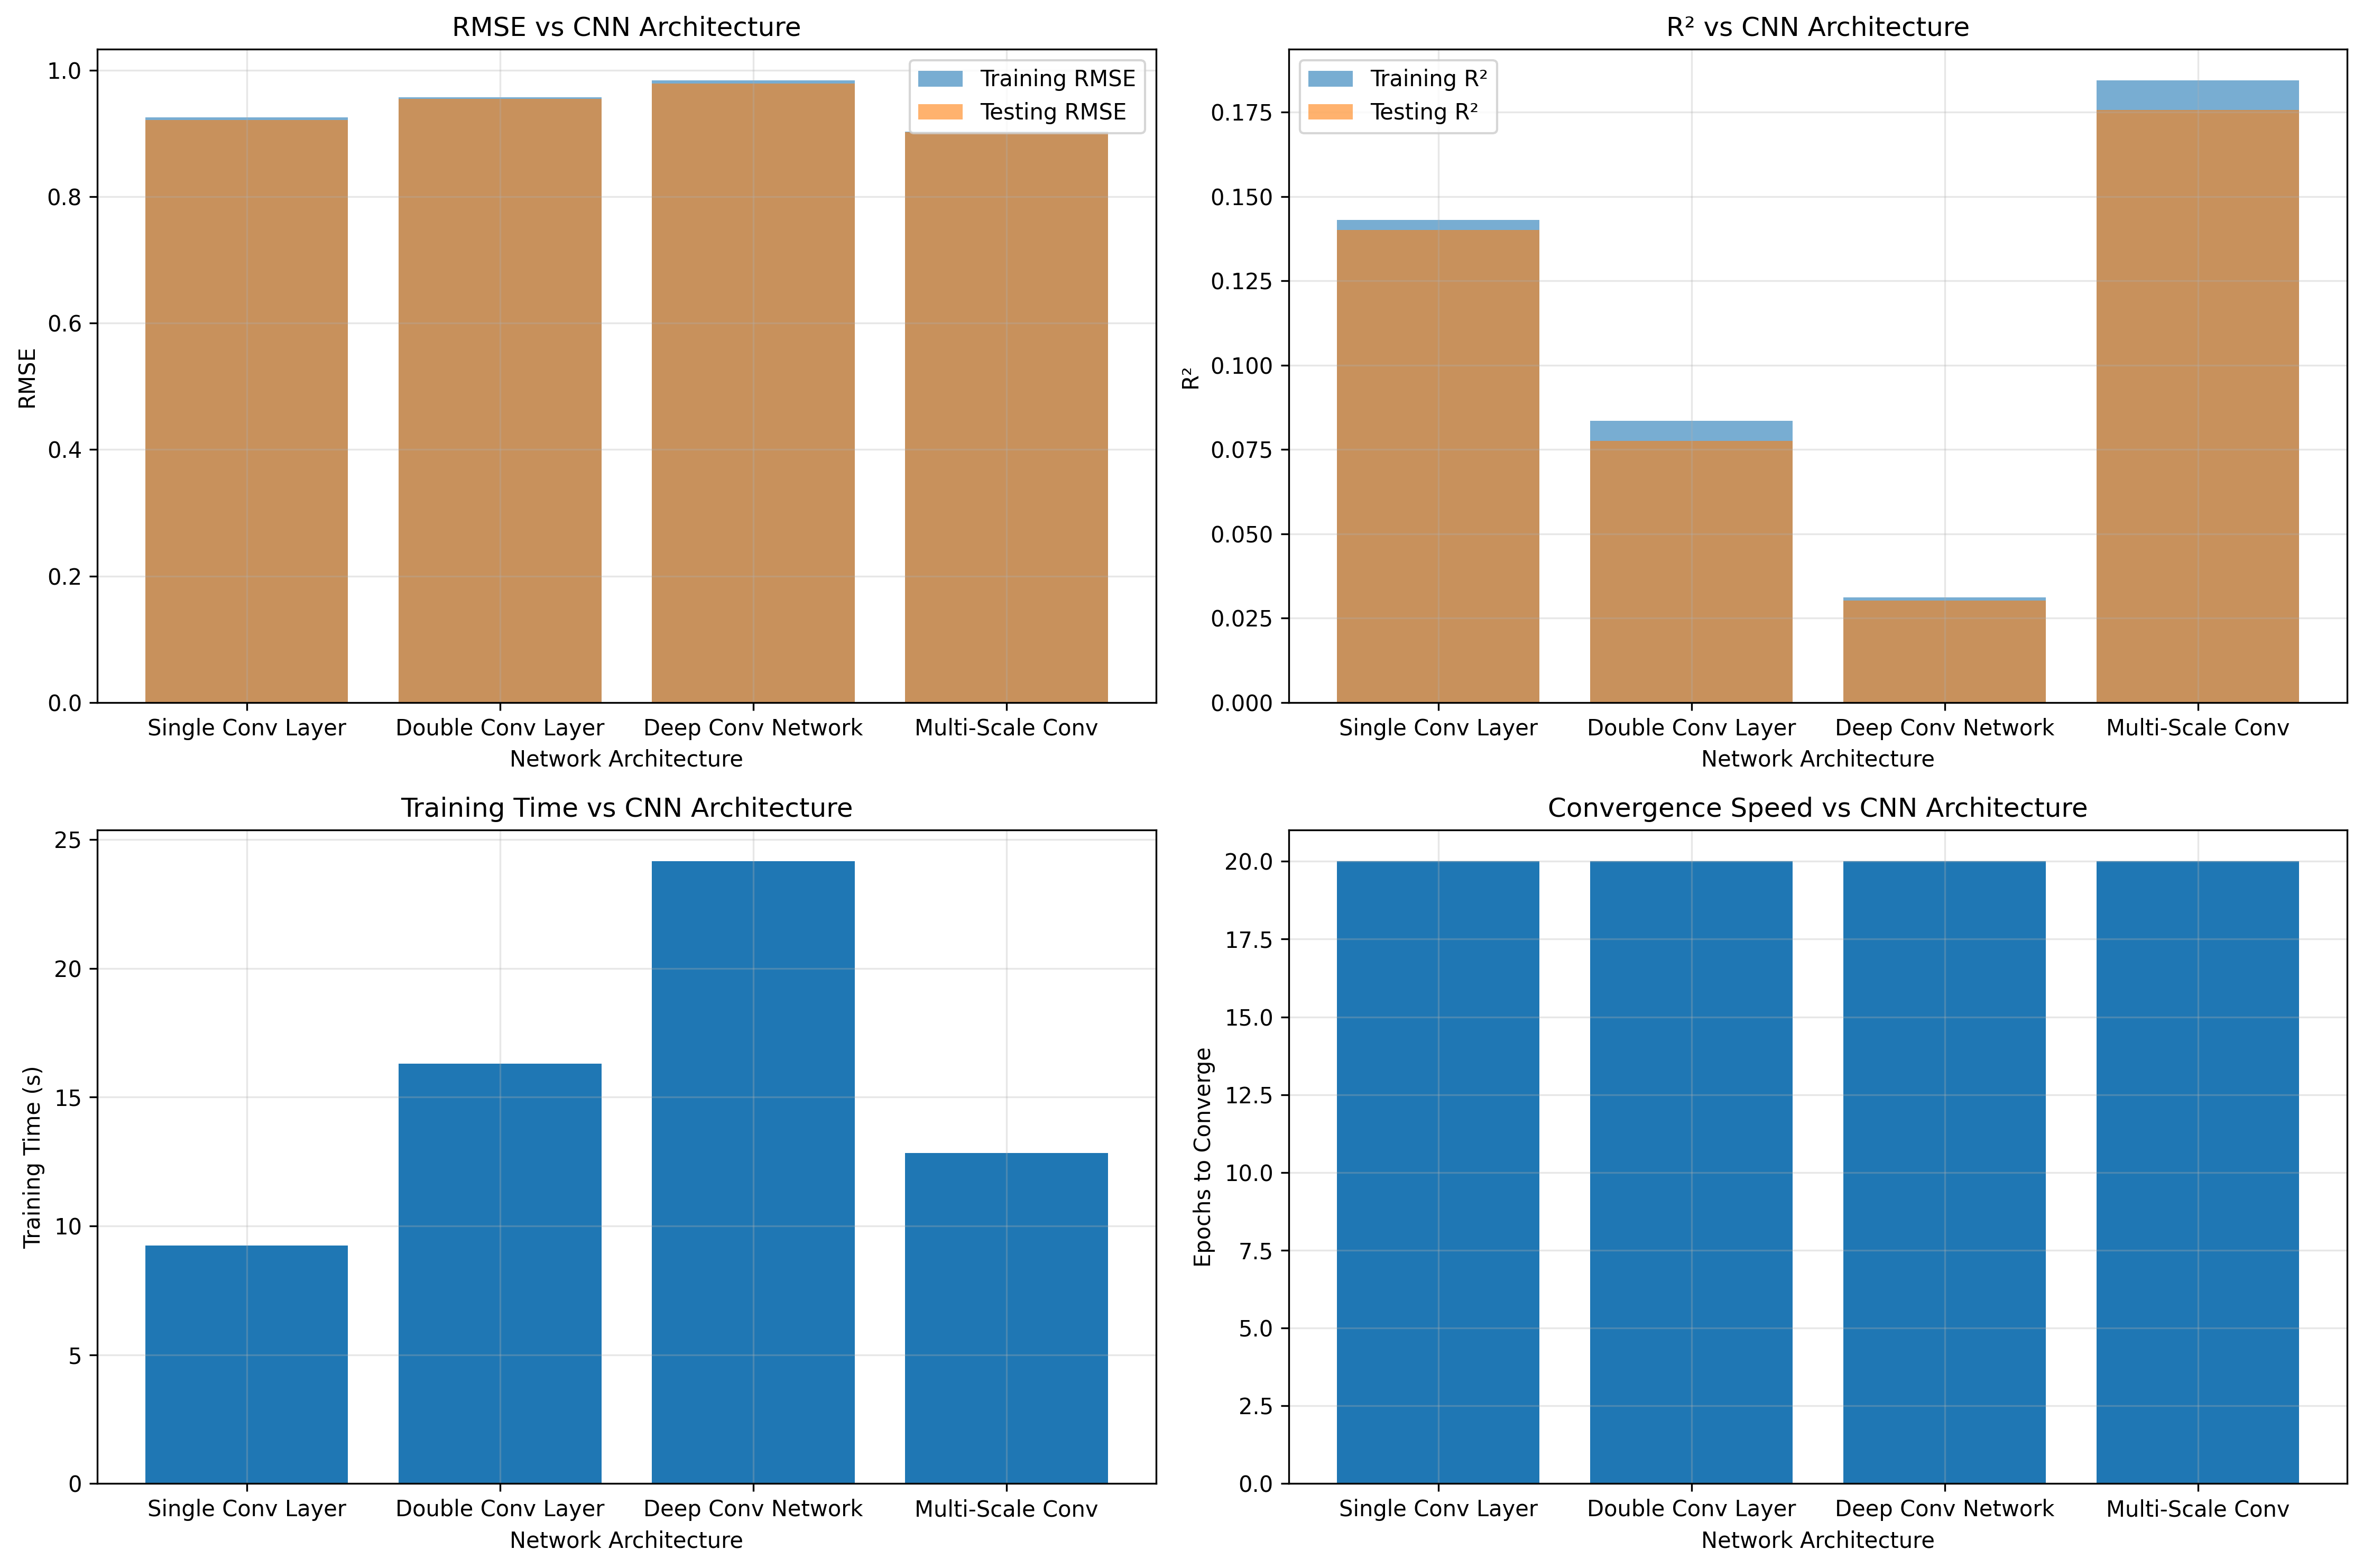 RMSE vs CNN Architecture
1.0
0.8
0.6
0.4
0.2
0.0
RMSE
Training RMSE
Testing RMSE
Single Conv Layer Double Conv Layer Deep Conv Network Multi-Scale Conv
Network Architecture
R² vs CNN Architecture
0.175
0.150
0.125
0.100
0.075
0.050
0.025
0.000
R²
Training R²
Testing R²
Single Conv Layer Double Conv Layer Deep Conv Network Multi-Scale Conv
Network Architecture
Training Time vs CNN Architecture
25
20
15
10
5
0
Training Time (s)
Single Conv Layer Double Conv Layer Deep Conv Network Multi-Scale Conv
Network Architecture
Convergence Speed vs CNN Architecture
20.0
17.5
15.0
12.5
10.0
7.5
5.0
2.5
0.0
Epochs to Converge
Single Conv Layer Double Conv Layer Deep Conv Network Multi-Scale Conv
Network Architecture